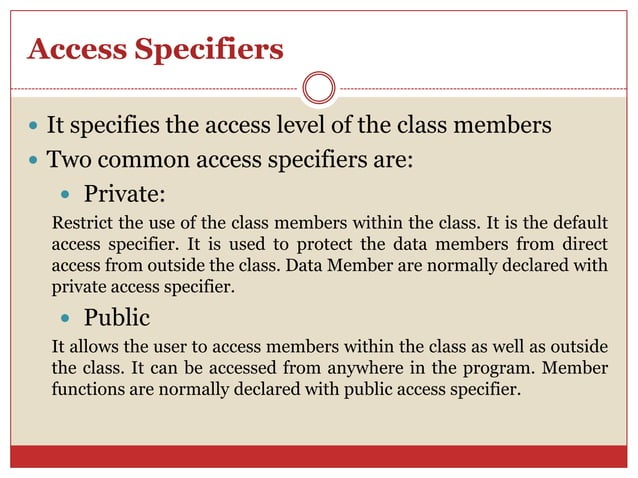 Access Specifiers
• It specifies the access level of the class members
• Two common access specifiers are:
• Private:
Restrict the use of the class members within the class. It is the default
access specifier. It is used to protect the data members from direct
access from outside the class. Data Member are normally declared with
private access specifier.
• Public
It allows the user to access members within the class as well as outside
the class. It can be accessed from anywhere in the program. Member
functions are normally declared with public access specifier.